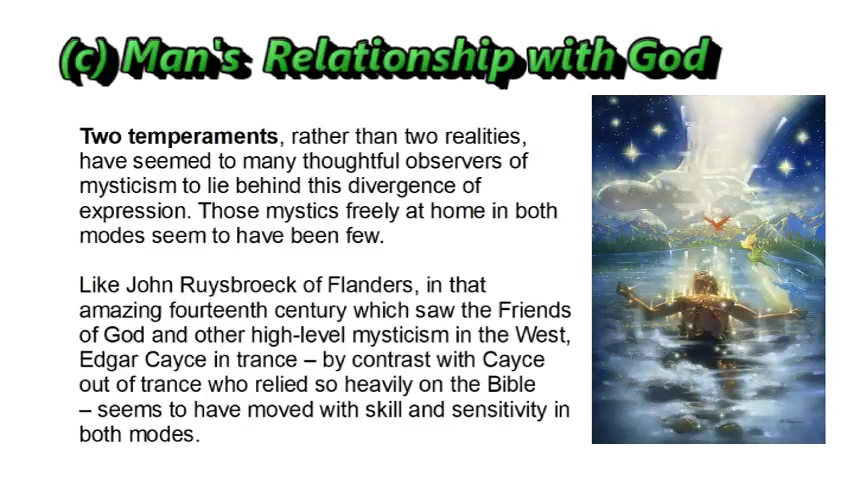 (c) Man's Relationship with God
Two temperaments, rather than two realities,
have seemed to many thoughtful observers of
mysticism to lie behind this divergence of
expression. Those mystics freely at home in both
modes seem to have been few.
Like John Ruysbroeck of Flanders, in that
amazing fourteenth century which saw the Friends
of God and other high-level mysticism in the West,
Edgar Cayce in trance – by contrast with Cayce
out of trance who relied so heavily on the Bible
– seems to have moved with skill and sensitivity in
both modes.